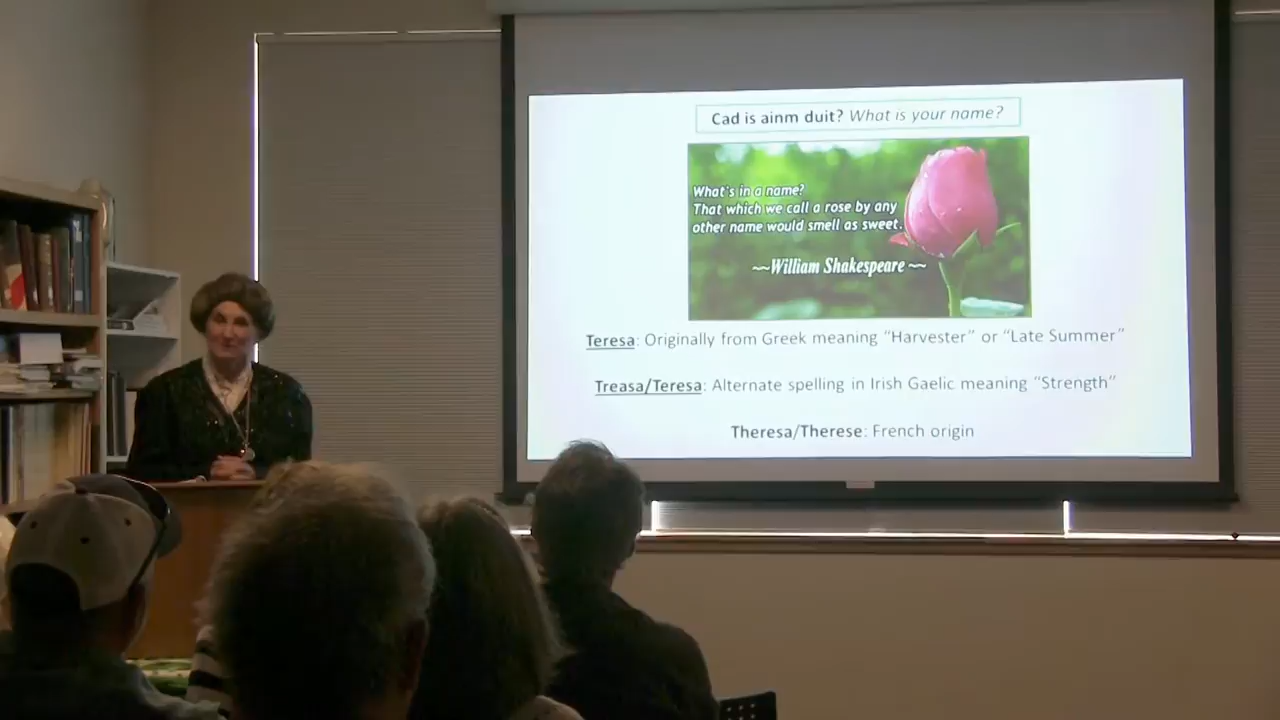 Cad is ainm duit? What is your name?
What's in a name?
That which we call a rose by any
other name would smell as sweet.
~~William Shakespeare ~~
Teresa: Originally from Greek meaning "Harvester" or "Late Summer"
Treasa/Teresa: Alternate spelling in Irish Gaelic meaning "Strength"
Theresa/Therese: French origin